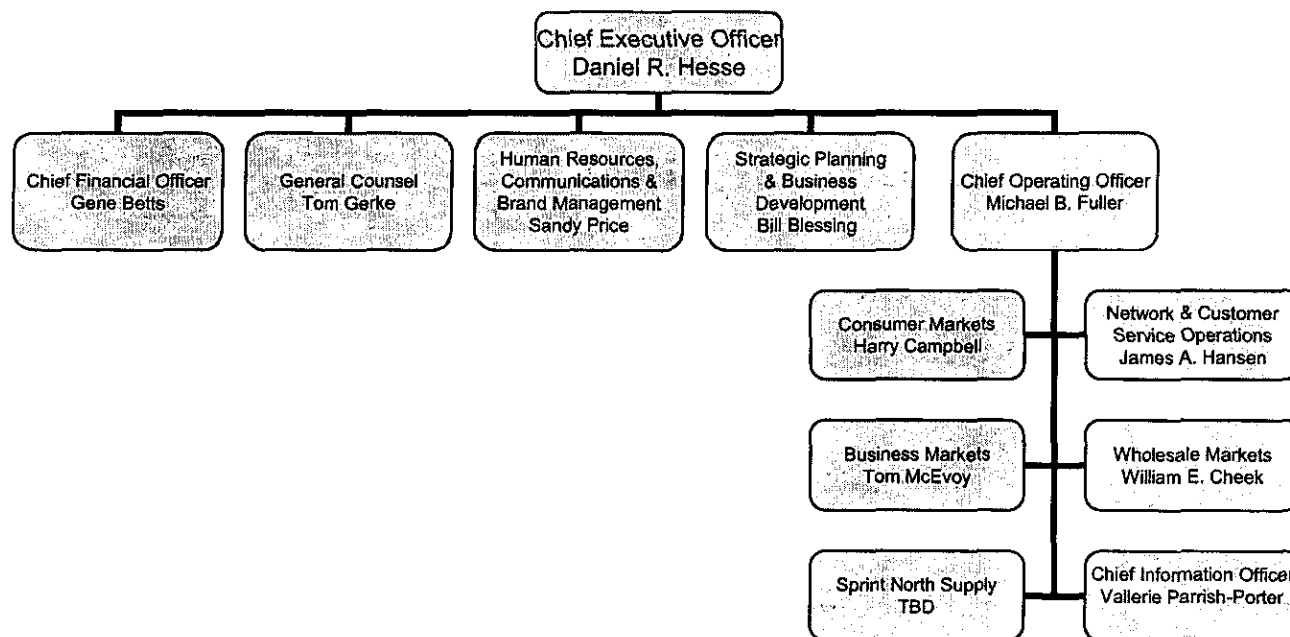 Chief Executive Officer
Daniel R. Hesse
Chief Financial Officer
Gene Betts
General Counsel
Tom Gerke
Human Resources,
Communications &
Brand Management
Sandy Price
Strategic Planning
& Business
Development
Bill Blessing
Chief Operating Officer
Michael B. Fuller
Consumer Markets
Harry Campbell
Network & Customer
Service Operations
James A. Hansen
Business Markets
Tom McEvoy
Wholesale Markets
William E. Cheek
Sprint North Supply
TBD
Chief Information Officer
Vallerie Parrish-Porter